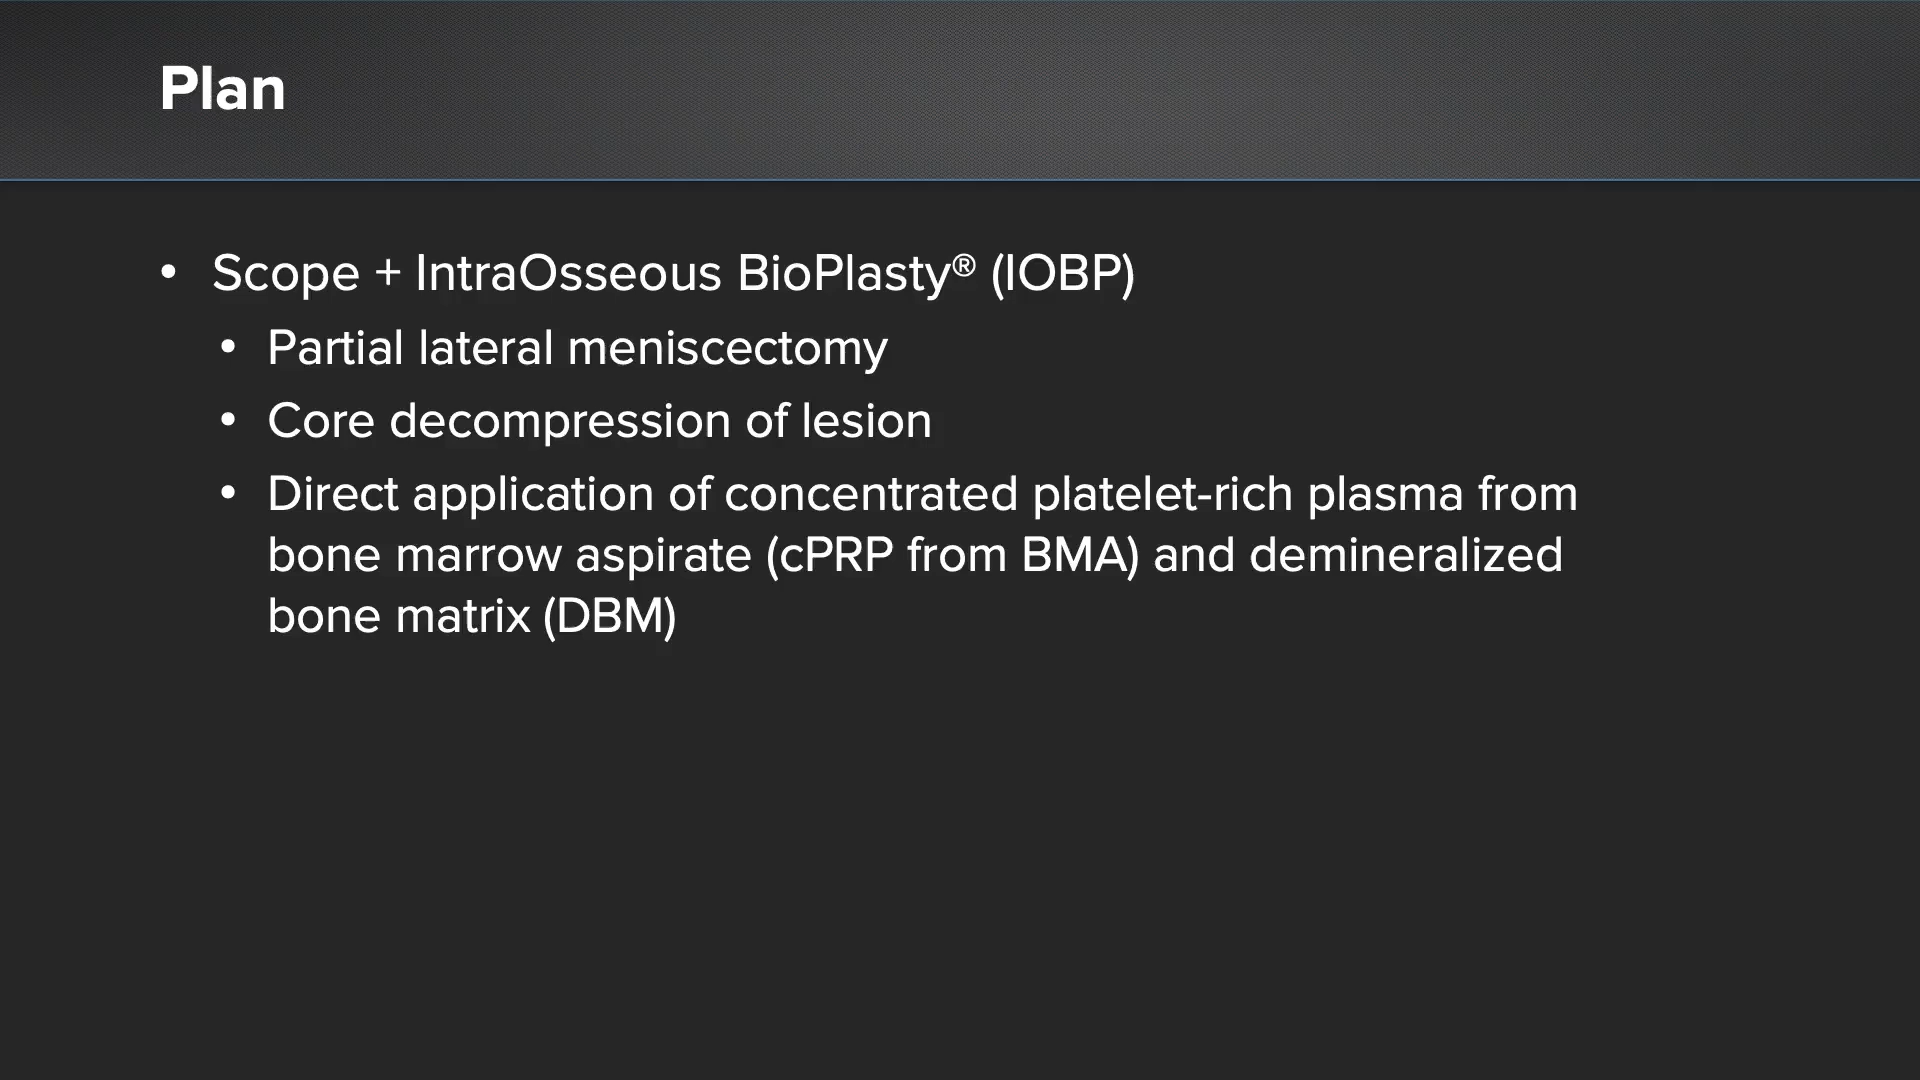 Plan
• Scope + IntraOsseous BioPlasty® (IOBP)
• Partial lateral meniscectomy
• Core decompression of lesion
• Direct application of concentrated platelet-rich plasma from
bone marrow aspirate (cPRP from BMA) and demineralized
bone matrix (DBM)